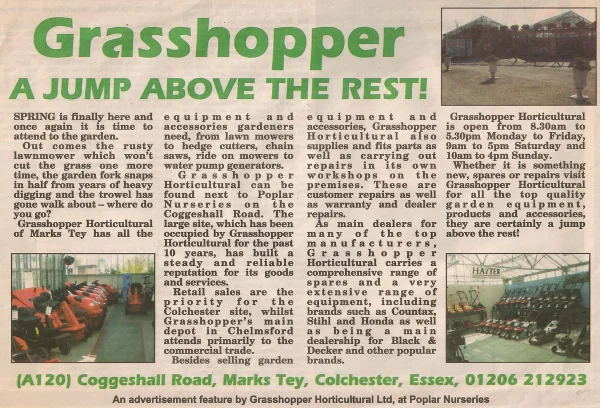 Grasshopper
A JUMP ABOVE THE REST!
SPRING is finally here and
once again it is time to
attend to the garden.
Out comes the rusty
lawnmower which won't
cut the grass one more
time, the garden fork snaps
in half from years of heavy
digging and the trowel has
gone walk about – where do
you go?
Grasshopper Horticultural
of Marks Tey has all the
equipment and
accessories gardeners
need, from lawn mowers
to hedge cutters, chain
saws, ride on mowers to
water pump generators.
Grasshopper
Horticultural can be
found next to Poplar
Nurseries on the
Coggeshall Road. The
large site, which has been
occupied by Grasshopper
Horticultural for the past
10 years, has built a
steady and reliable
reputation for its goods
and services.
Retail sales are the
priority for the
Colchester site, whilst
Grasshopper's main
depot in Chelmsford
attends primarily to the
commercial trade.
Besides selling garden
equipment and
accessories, Grasshopper
Horticultural also
supplies and fits parts as
well as carrying out
repairs in its own
workshops on the
premises. These are
customer repairs as well
as warranty and dealer
repairs.
As main dealers for
many of the top
manufacturers,
Grasshopper
Horticultural carries a
comprehensive range of
spares and a very
extensive range of
equipment, including
brands such as Countax,
Stihl and Honda as well
as being a main
dealership for Black &
Decker and other popular
brands.
Grasshopper Horticultural
is open from 8.30am to
5.30pm Monday to Friday,
9am to 5pm Saturday and
10am to 4pm Sunday.
Whether it is something
new, spares or repairs visit
Grasshopper Horticultural
for all the top quality
garden equipment,
products and accessories,
they are certainly a jump
above the rest!
HAYTER
(A120) Coggeshall Road, Marks Tey, Colchester, Essex, 01206 212923
An advertisement feature by Grasshopper Horticultural Ltd, at Poplar Nurseries